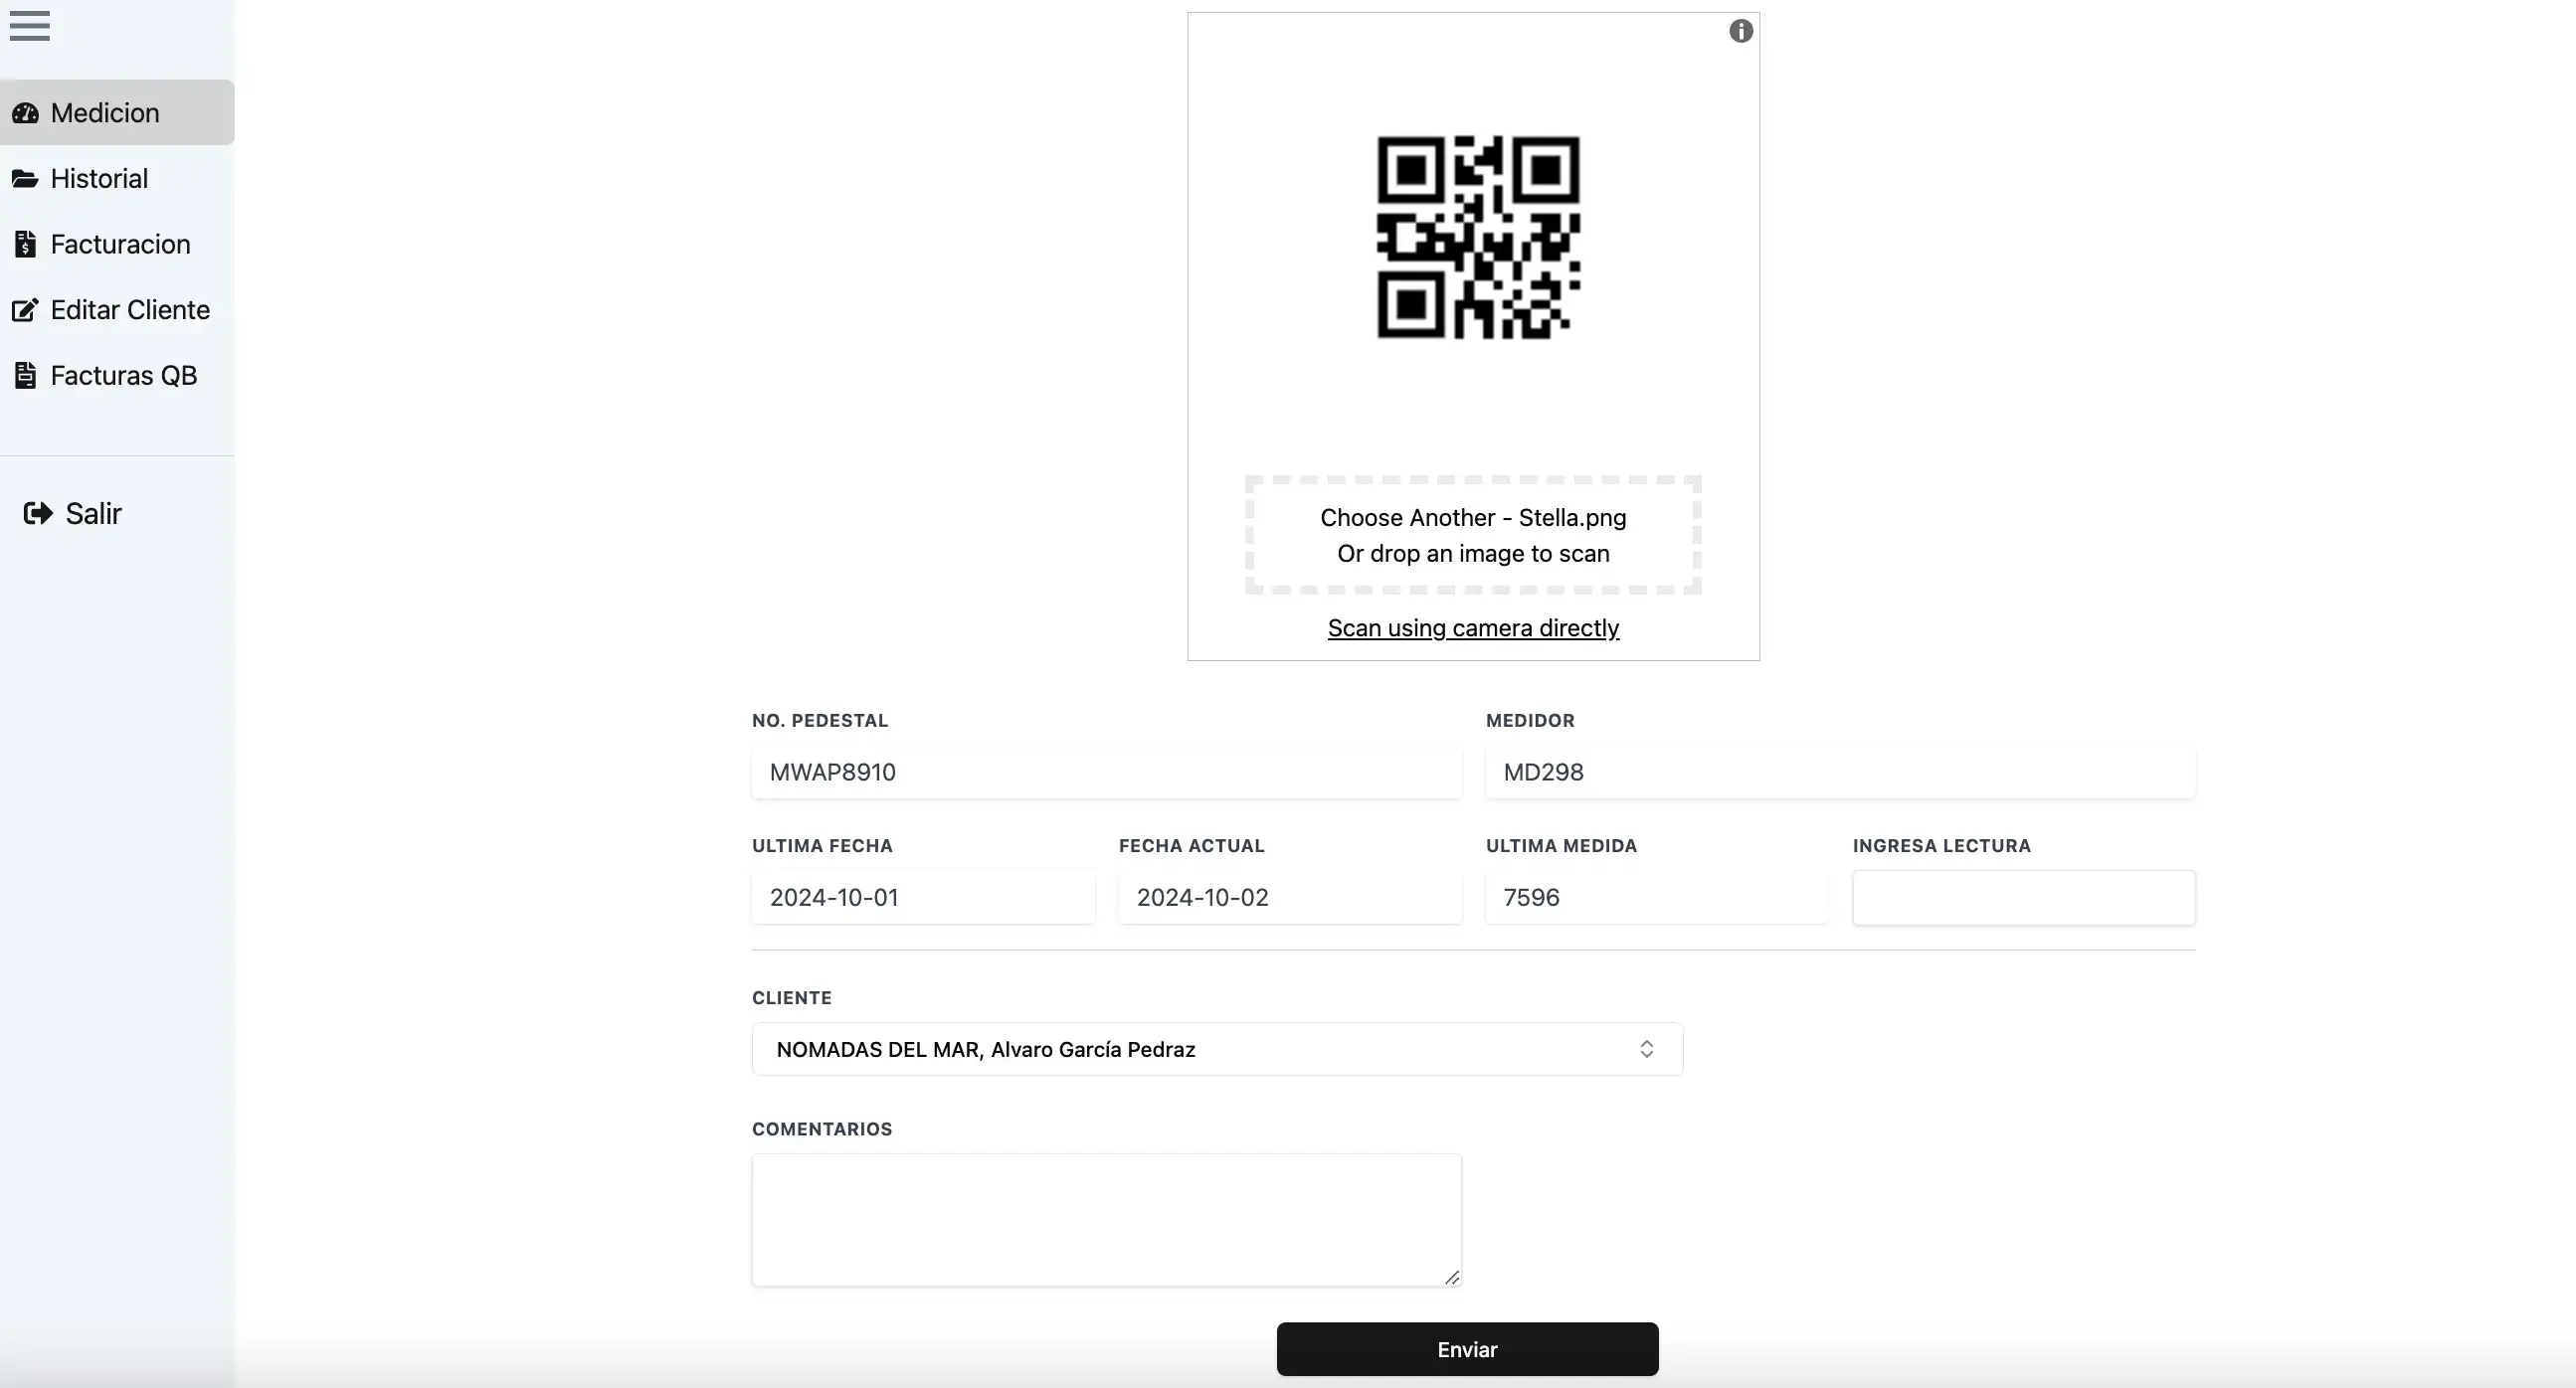 Medicion
Historial
Facturacion
Editar Cliente
Facturas QB
Salir
Choose Another - Stella.png
Or drop an image to scan
Scan using camera directly
NO. PEDESTAL
MWAP8910
MEDIDOR
MD298
ULTIMA FECHA
2024-10-01
FECHA ACTUAL
2024-10-02
ULTIMA MEDIDA
7596
INGRESA LECTURA
CLIENTE
NOMADAS DEL MAR, Alvaro García Pedraz
COMENTARIOS
Enviar